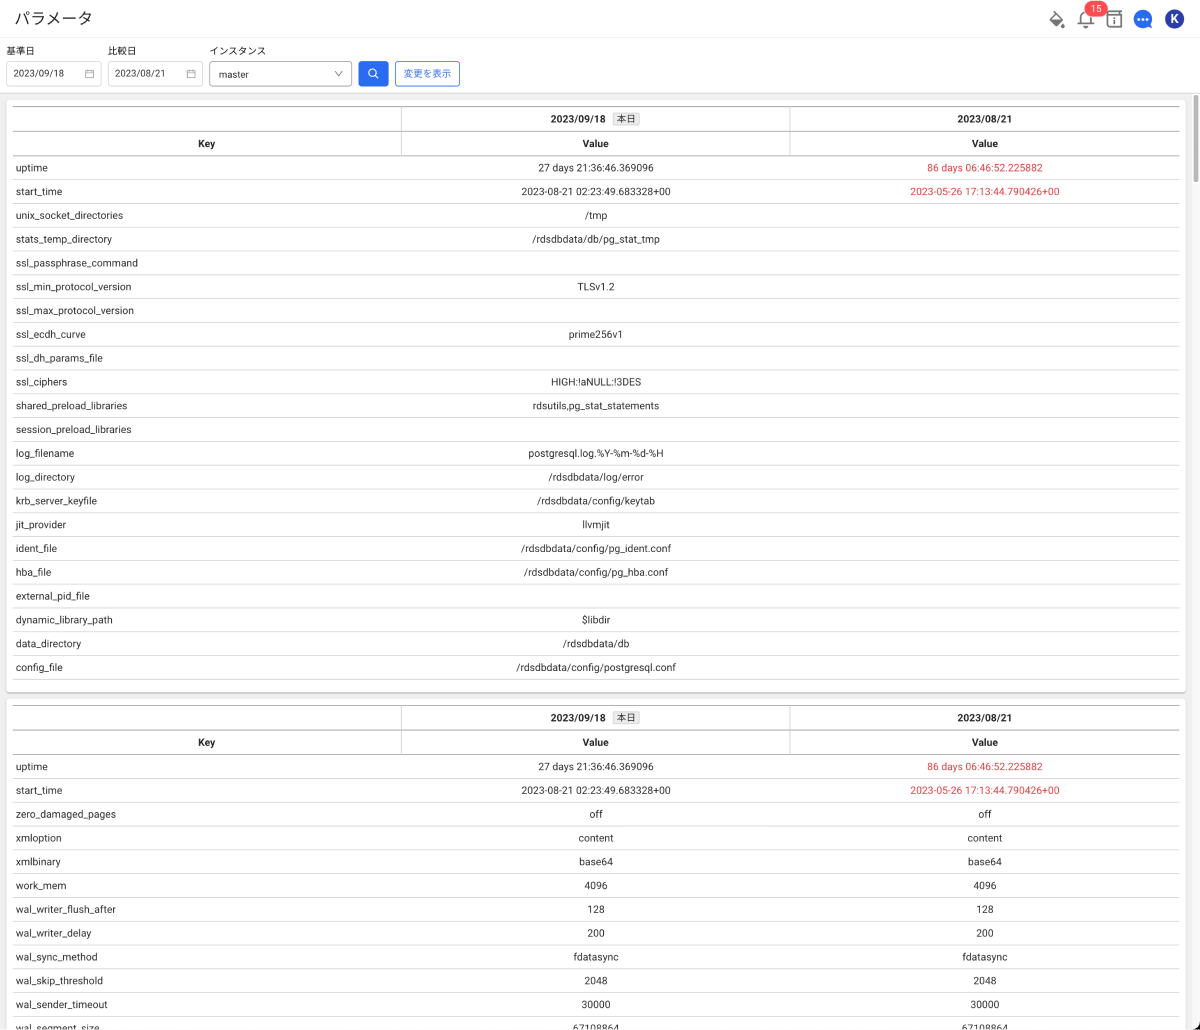 パラメータ
15
K
基準日 比較日 インスタンス
2023/09/18 2023/08/21 master 変更を表示
2023/09/18 本日 2023/08/21
Key Value Value
uptime 27 days 21:36:46.369096 86 days 06:46:52.225882
start_time 2023-08-21 02:23:49.683328+00 2023-05-26 17:13:44.790426+00
unix_socket_directories /tmp
stats_temp_directory /rdsdbdata/db/pg_stat_tmp
ssl_passphrase_command
ssl_min_protocol_version TLSv1.2
ssl_max_protocol_version
ssl_ecdh_curve prime256v1
ssl_dh_params_file
ssl_ciphers HIGH:!aNULL:!3DES
shared_preload_libraries rdsutils,pg_stat_statements
session_preload_libraries
log_filename postgresql.log.%Y-%m-%d-%H
log_directory /rdsdbdata/log/error
krb_server_keyfile /rdsdbdata/config/keytab
jit_provider llvmjit
ident_file /rdsdbdata/config/pg_ident.conf
hba_file /rdsdbdata/config/pg_hba.conf
external_pid_file
dynamic_library_path $libdir
data_directory /rdsdbdata/db
config_file /rdsdbdata/config/postgresql.conf
2023/09/18 本日 2023/08/21
Key Value Value
uptime 27 days 21:36:46.369096 86 days 06:46:52.225882
start_time 2023-08-21 02:23:49.683328+00 2023-05-26 17:13:44.790426+00
zero_damaged_pages off off
xmloption content content
xmlbinary base64 base64
work_mem 4096 4096
wal_writer_flush_after 128 128
wal_writer_delay 200 200
wal_sync_method fdatasync fdatasync
wal_skip_threshold 2048 2048
wal_sender_timeout 30000 30000
wal_segment_size 67108864 67108864